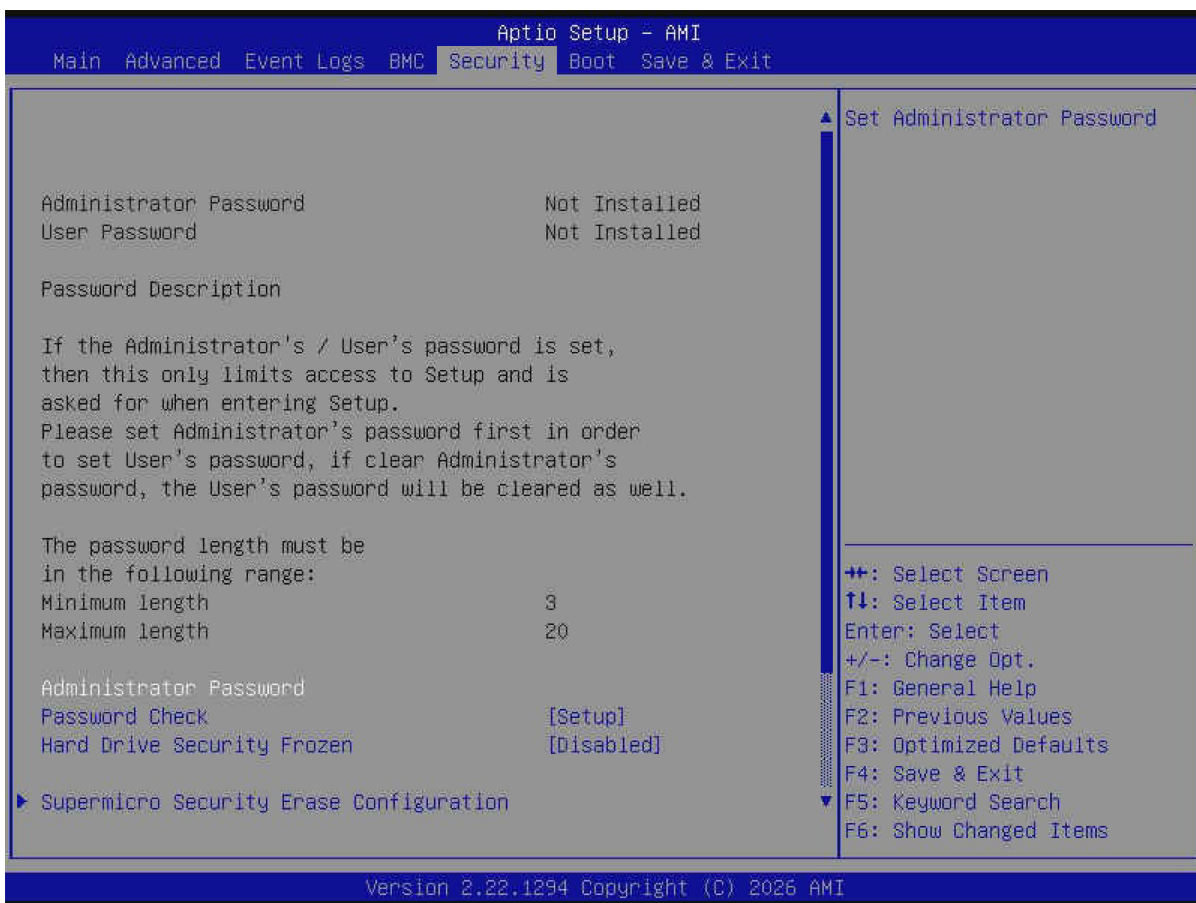 Aptio Setup – AMI
Main Advanced Event Logs BMC Security Boot Save & Exit
Administrator Password Not Installed
User Password Not Installed
Password Description
If the Administrator's / User's password is set,
then this only limits access to Setup and is
asked for when entering Setup.
Please set Administrator's password first in order
to set User's password, if clear Administrator's
password, the User's password will be cleared as well.
The password length must be
in the following range:
Minimum length 3
Maximum length 20
Administrator Password
Password Check [Setup]
Hard Drive Security Frozen [Disabled]
Supermicro Security Erase Configuration
Set Administrator Password
→←: Select Screen
↑↓: Select Item
Enter: Select
+/-: Change Opt.
F1: General Help
F2: Previous Values
F3: Optimized Defaults
F4: Save & Exit
F5: Keyword Search
F6: Show Changed Items
Version 2.22.1294 Copyright (C) 2026 AMI